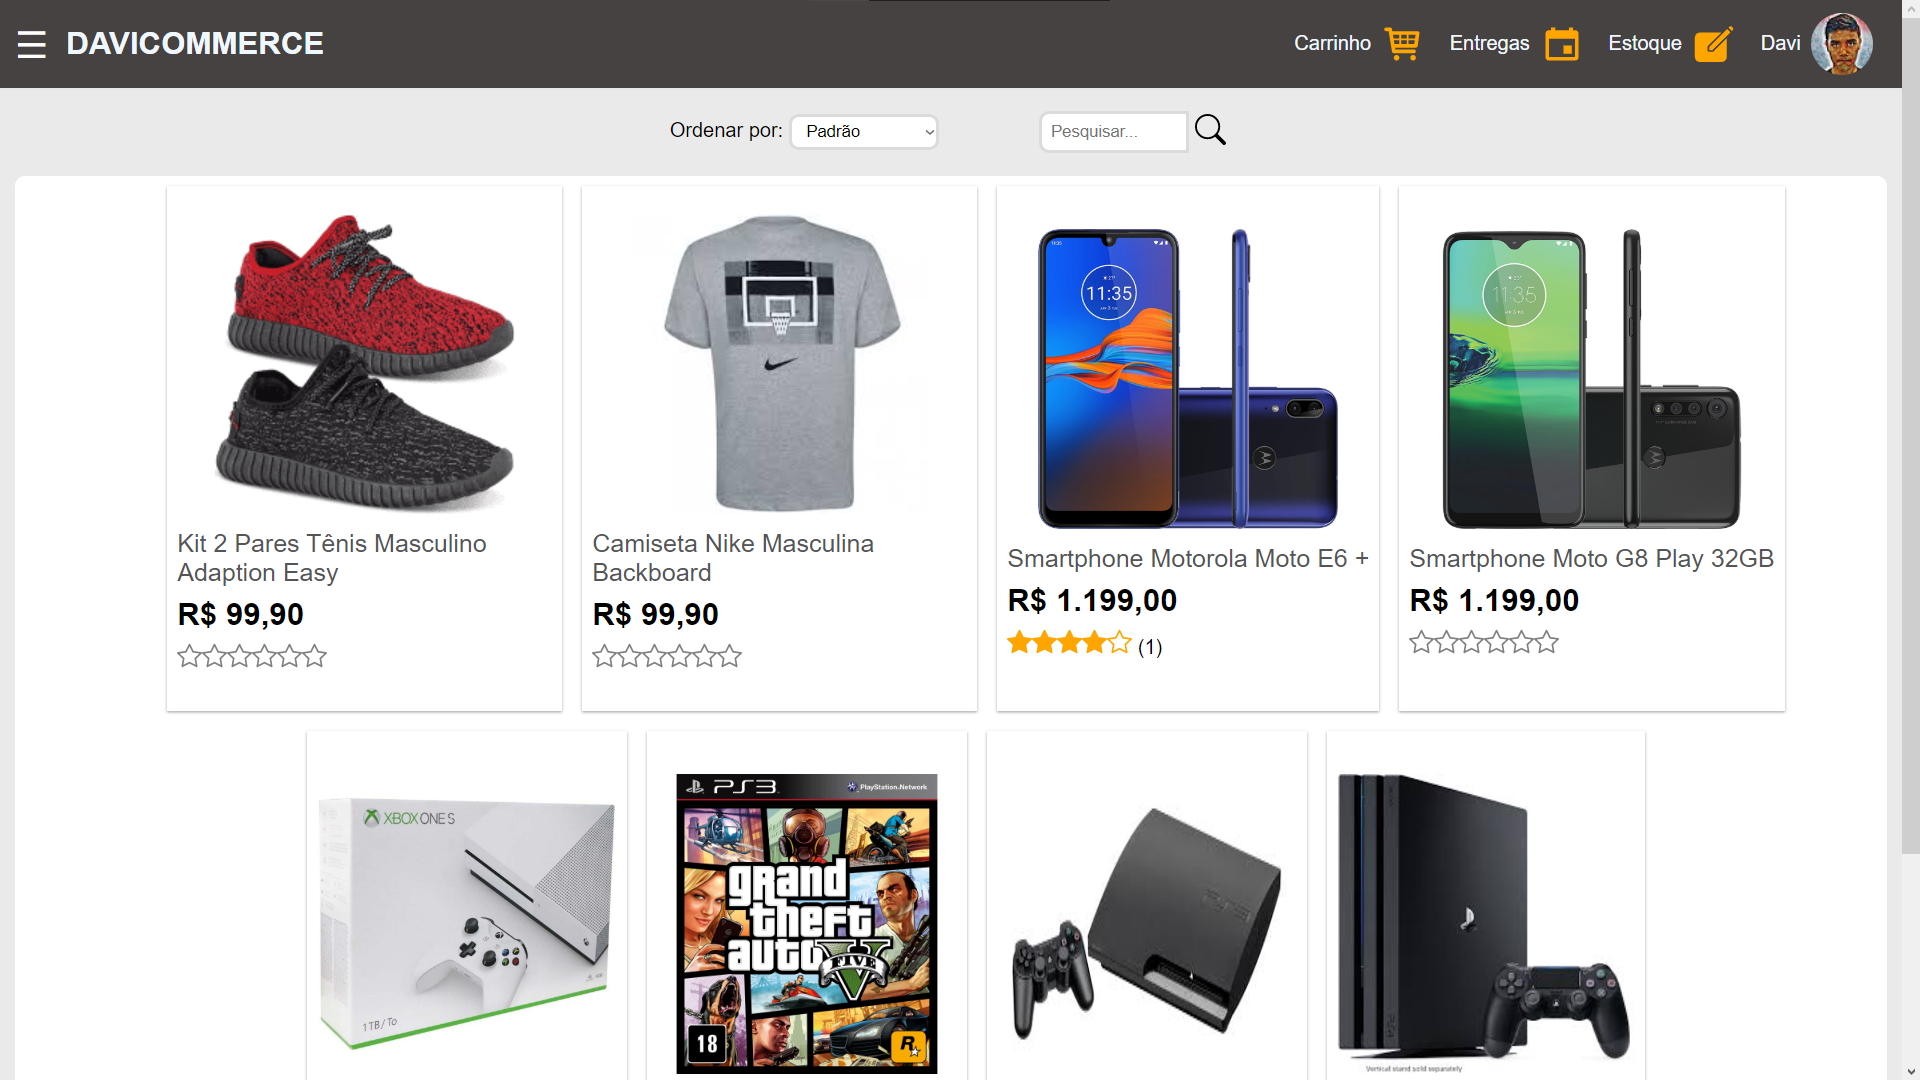 DAVICOMMERCE
Carrinho
Entregas
Estoque
Davi
Ordenar por:
Padrão
Pesquisar...
11:35
11:35
Kit 2 Pares Tênis Masculino
Adaption Easy
R$ 99,90
Camiseta Nike Masculina
Backboard
R$ 99,90
Smartphone Motorola Moto E6 +
R$ 1.199,00
(1)
Smartphone Moto G8 Play 32GB
R$ 1.199,00
XBOX ONE S
1TB/To
PS3
PlayStation Network
grand
theft
auto
FIVE
18
R
PS3
Vertical stand sold separately